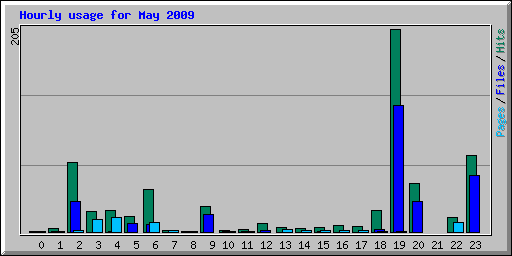 Hourly usage for May 2009
205
Pages/Files/Hits
0 1 2 3 4 5 6 7 8 9 10 11 12 13 14 15 16 17 18 19 20 21 22 23